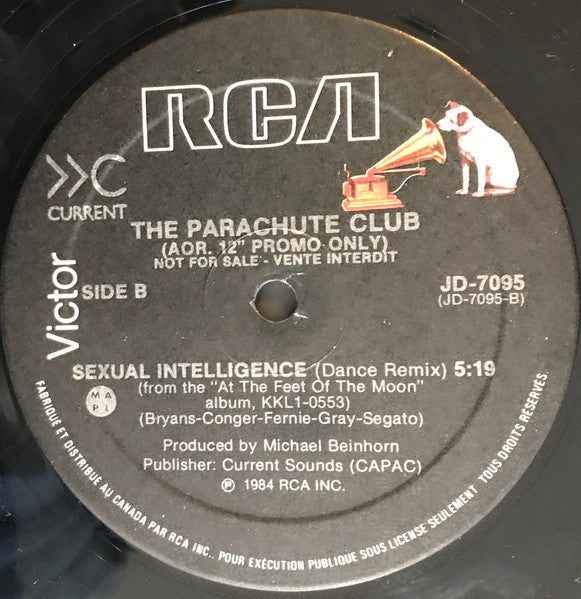 RCA
>>C
CURRENT
Victor
THE PARACHUTE CLUB
(AOR. 12" PROMO ONLY)
NOT FOR SALE - VENTE INTERDIT
SIDE B
JD-7095
(JD-7095-B)
SEXUAL INTELLIGENCE (Dance Remix) 5:19
(from the "At The Feet Of The Moon"
album, KKL1-0553)
(Bryans-Conger-Fernie-Gray-Segato)
MAPL
Produced by Michael Beinhorn
Publisher: Current Sounds (CAPAC)
℗ 1984 RCA INC.
FABRIQUÉ ET DISTRIBUÉ AU CANADA PAR RCA INC., POUR EXÉCUTION PUBLIQUE SOUS LICENSE SEULEMENT. TOUS DROITS RÉSERVÉS.